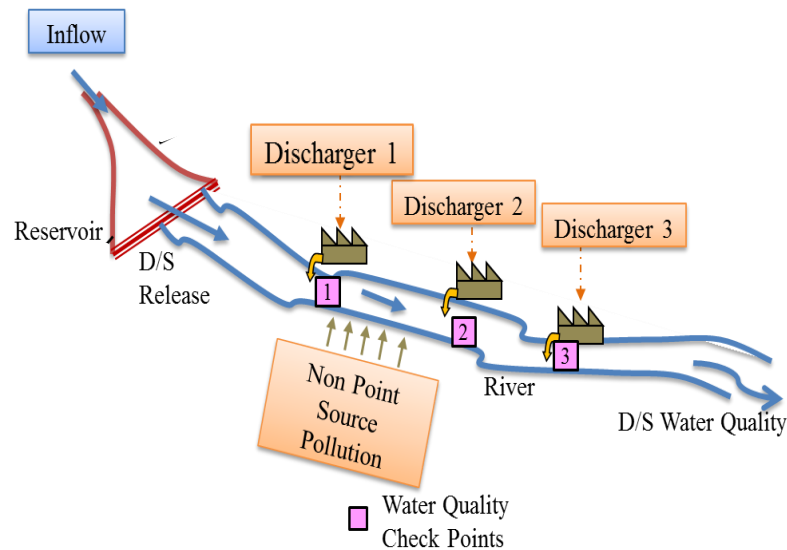 Inflow
Discharger 1
Discharger 2
Discharger 3
Reservoir
D/S
Release
1
2
3
Non Point
Source
Pollution
River
D/S Water Quality
Water Quality
Check Points